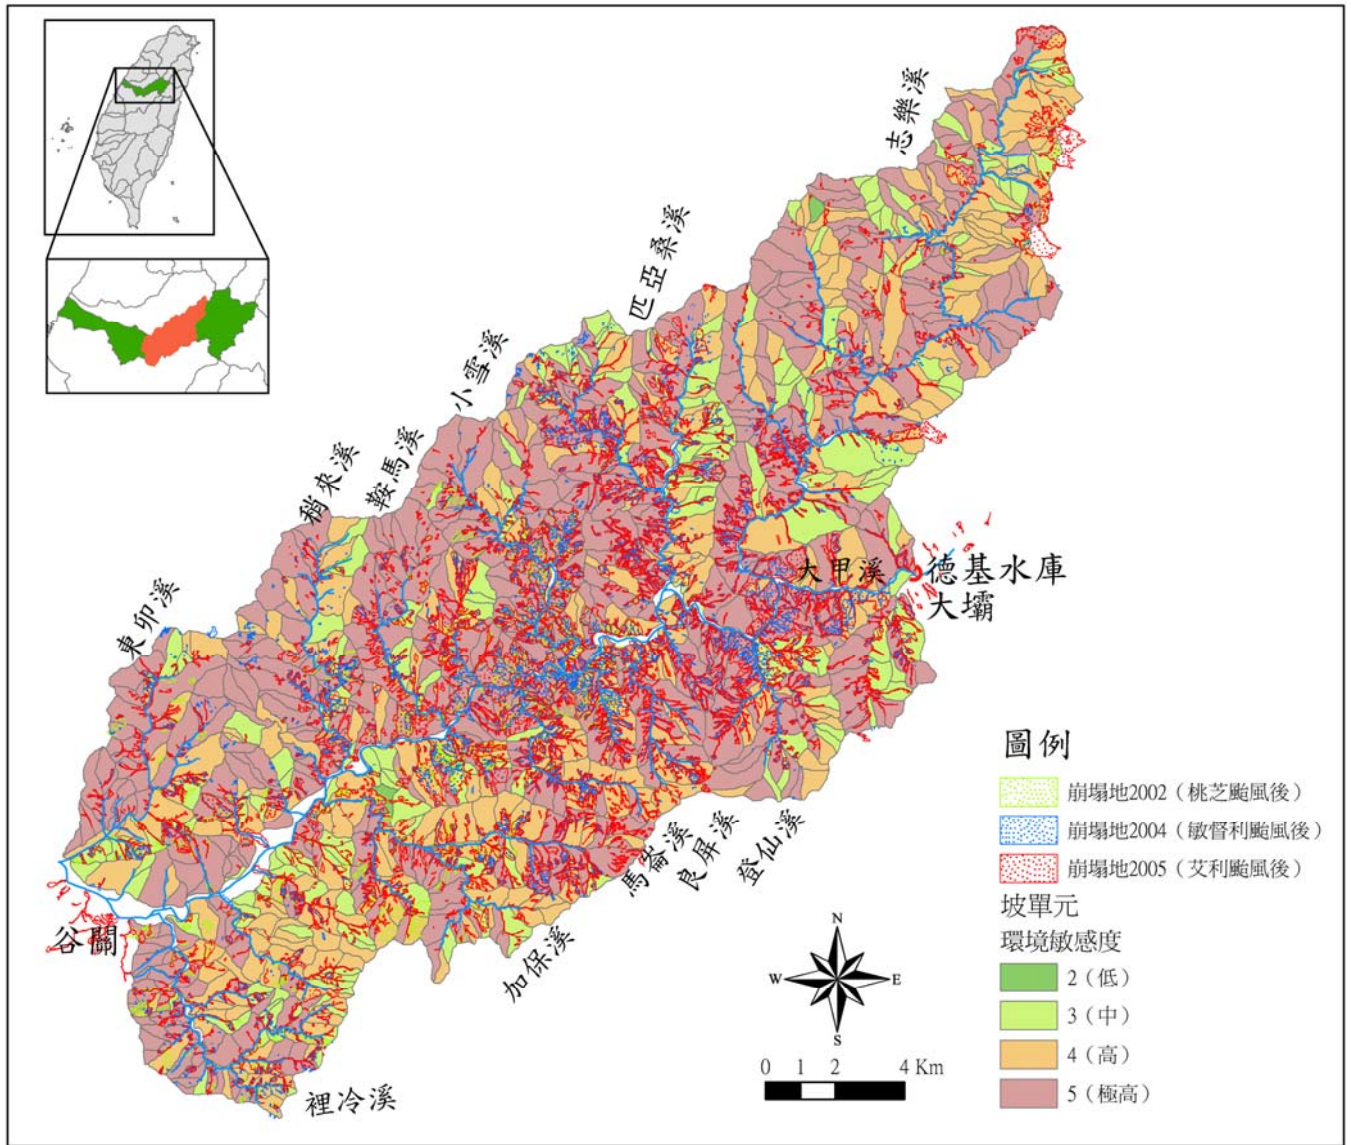 志樂溪
匹亞桑溪
小雪溪
鞍馬溪
稍來溪
東卯溪
大甲溪
德基水庫
大壩
谷關
馬崙溪
良屏溪
登仙溪
加保溪
裡冷溪
N
W
E
S
0 1 2 4 Km
圖例
崩塌地2002（桃芝颱風後）
崩塌地2004（敏督利颱風後）
崩塌地2005（艾利颱風後）
坡單元
環境敏感度
2（低）
3（中）
4（高）
5（極高）